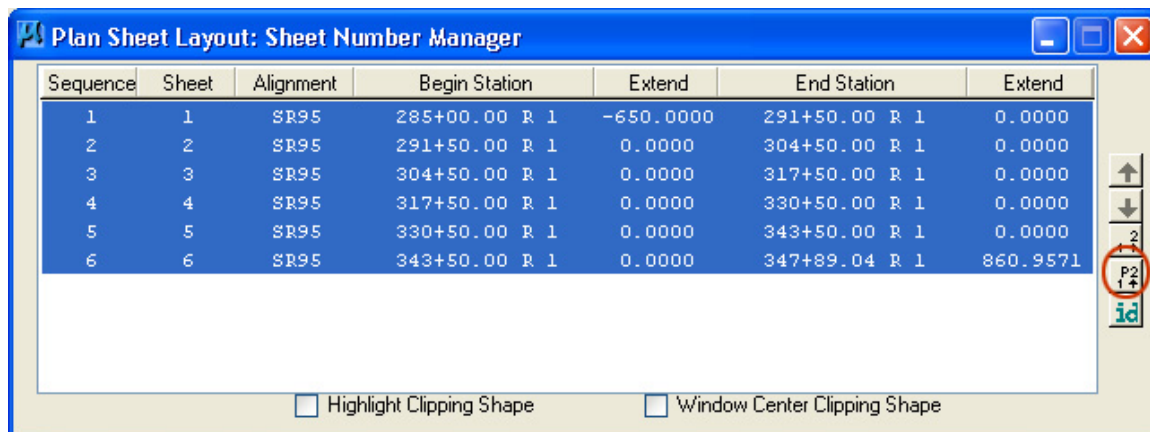 Plan Sheet Layout: Sheet Number Manager
Sequence Sheet Alignment Begin Station Extend End Station Extend
1 1 SR95 285+00.00 R 1 -650.0000 291+50.00 R 1 0.0000
2 2 SR95 291+50.00 R 1 0.0000 304+50.00 R 1 0.0000
3 3 SR95 304+50.00 R 1 0.0000 317+50.00 R 1 0.0000
4 4 SR95 317+50.00 R 1 0.0000 330+50.00 R 1 0.0000
5 5 SR95 330+50.00 R 1 0.0000 343+50.00 R 1 0.0000
6 6 SR95 343+50.00 R 1 0.0000 347+89.04 R 1 860.9571
P2
1
id
Highlight Clipping Shape Window Center Clipping Shape